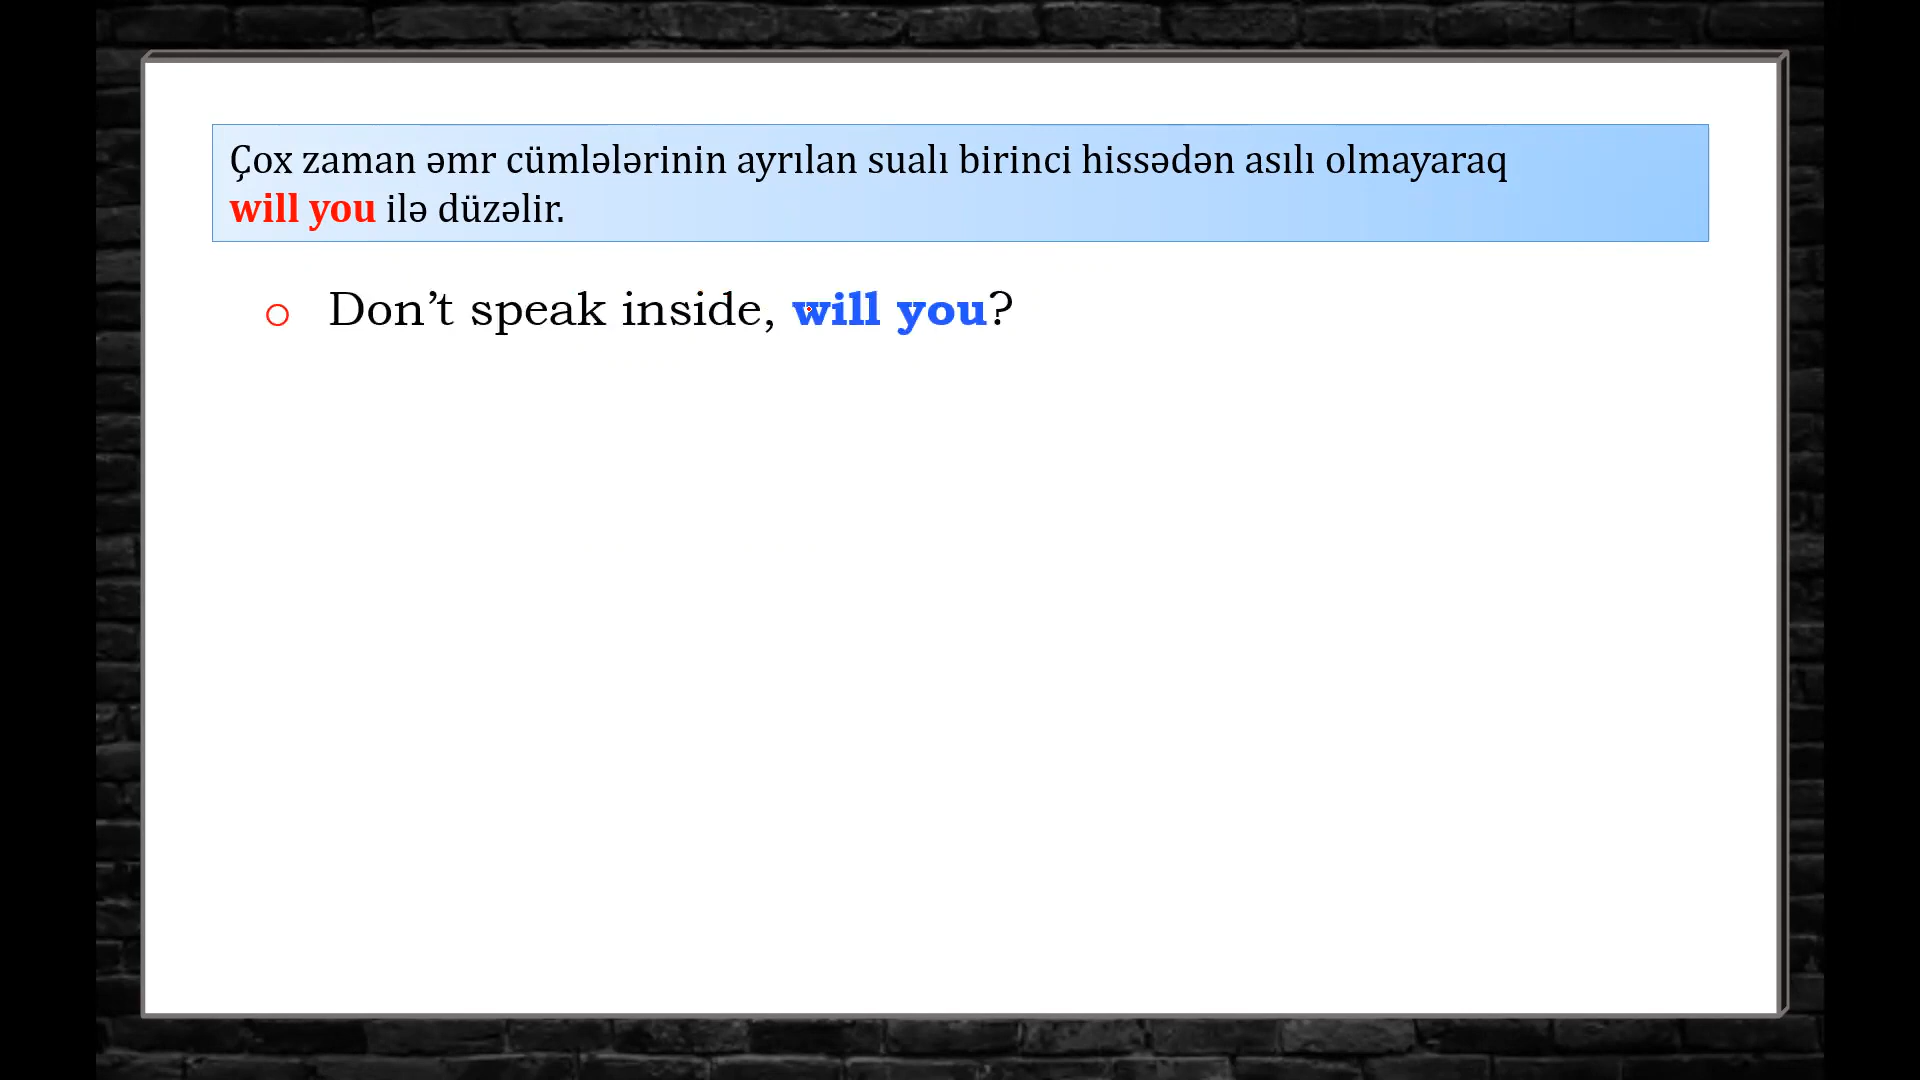 Çox zaman əmr cümlələrinin ayrılan sualı birinci hissədən asılı olmayaraq
will you ilə düzəlir.
Don’t speak inside, will you?